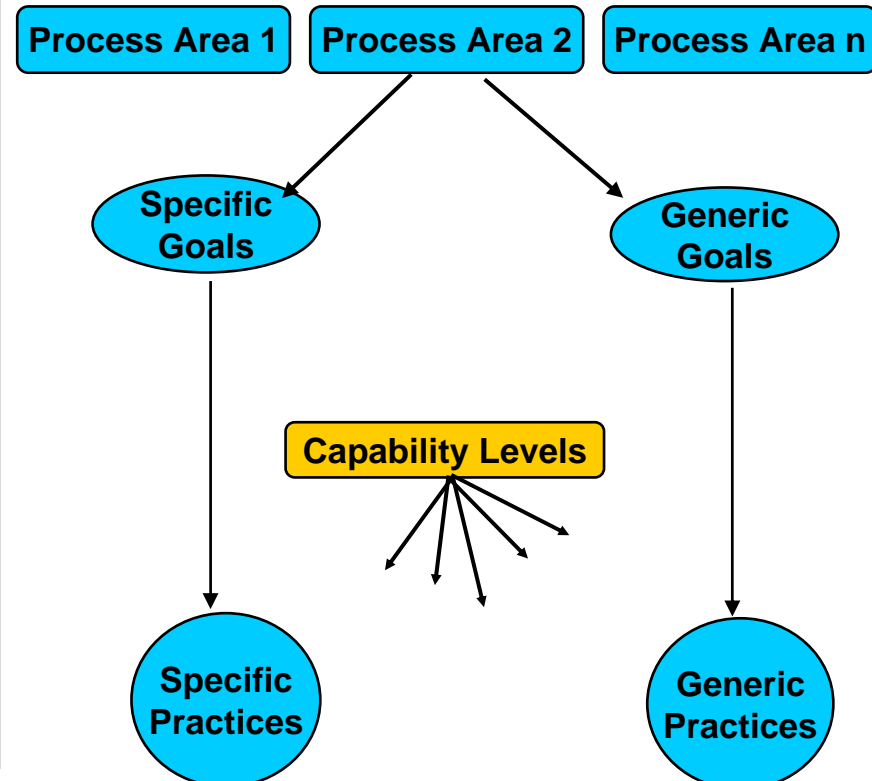 Process Area 1
Process Area 2
Process Area n
Specific
Goals
Generic
Goals
Capability Levels
Specific
Practices
Generic
Practices